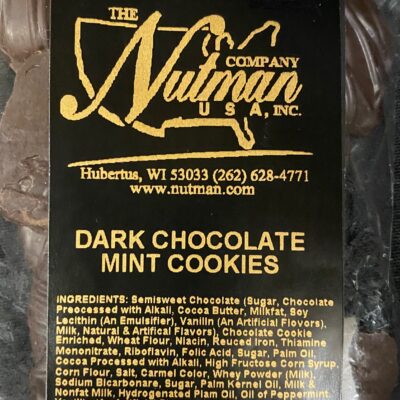 THE
COMPANY
Nutman
USA, INC.
Hubertus, WI 53033 (262) 628-4771
www.nutman.com
DARK CHOCOLATE
MINT COOKIES
INGREDIENTS: Semisweet Chocolate (Sugar, Chocolate
Preocessed with Alkali, Cocoa Butter, Milkfat, Soy
Lecithin (An Emulsifier), Vanilin (An Artificial Flovors),
Milk, Natural & Artifical Flavors), Chocolate Cookie
Enriched, Wheat Flour, Niacin, Reuced Iron, Thiamine
Mononitrate, Riboflavin, Folic Acid, Sugar, Palm Oil,
Cocoa Processed with Alkali, High Fructose Corn Syrup,
Corn Flour, Salt, Carmel Color, Whey Powder (Milk),
Sodium Bicarbonare, Sugar, Palm Kernel Oil, Milk &
Nonfat Milk, Hydrogenated Plam Oil, Oil of Peppermint.